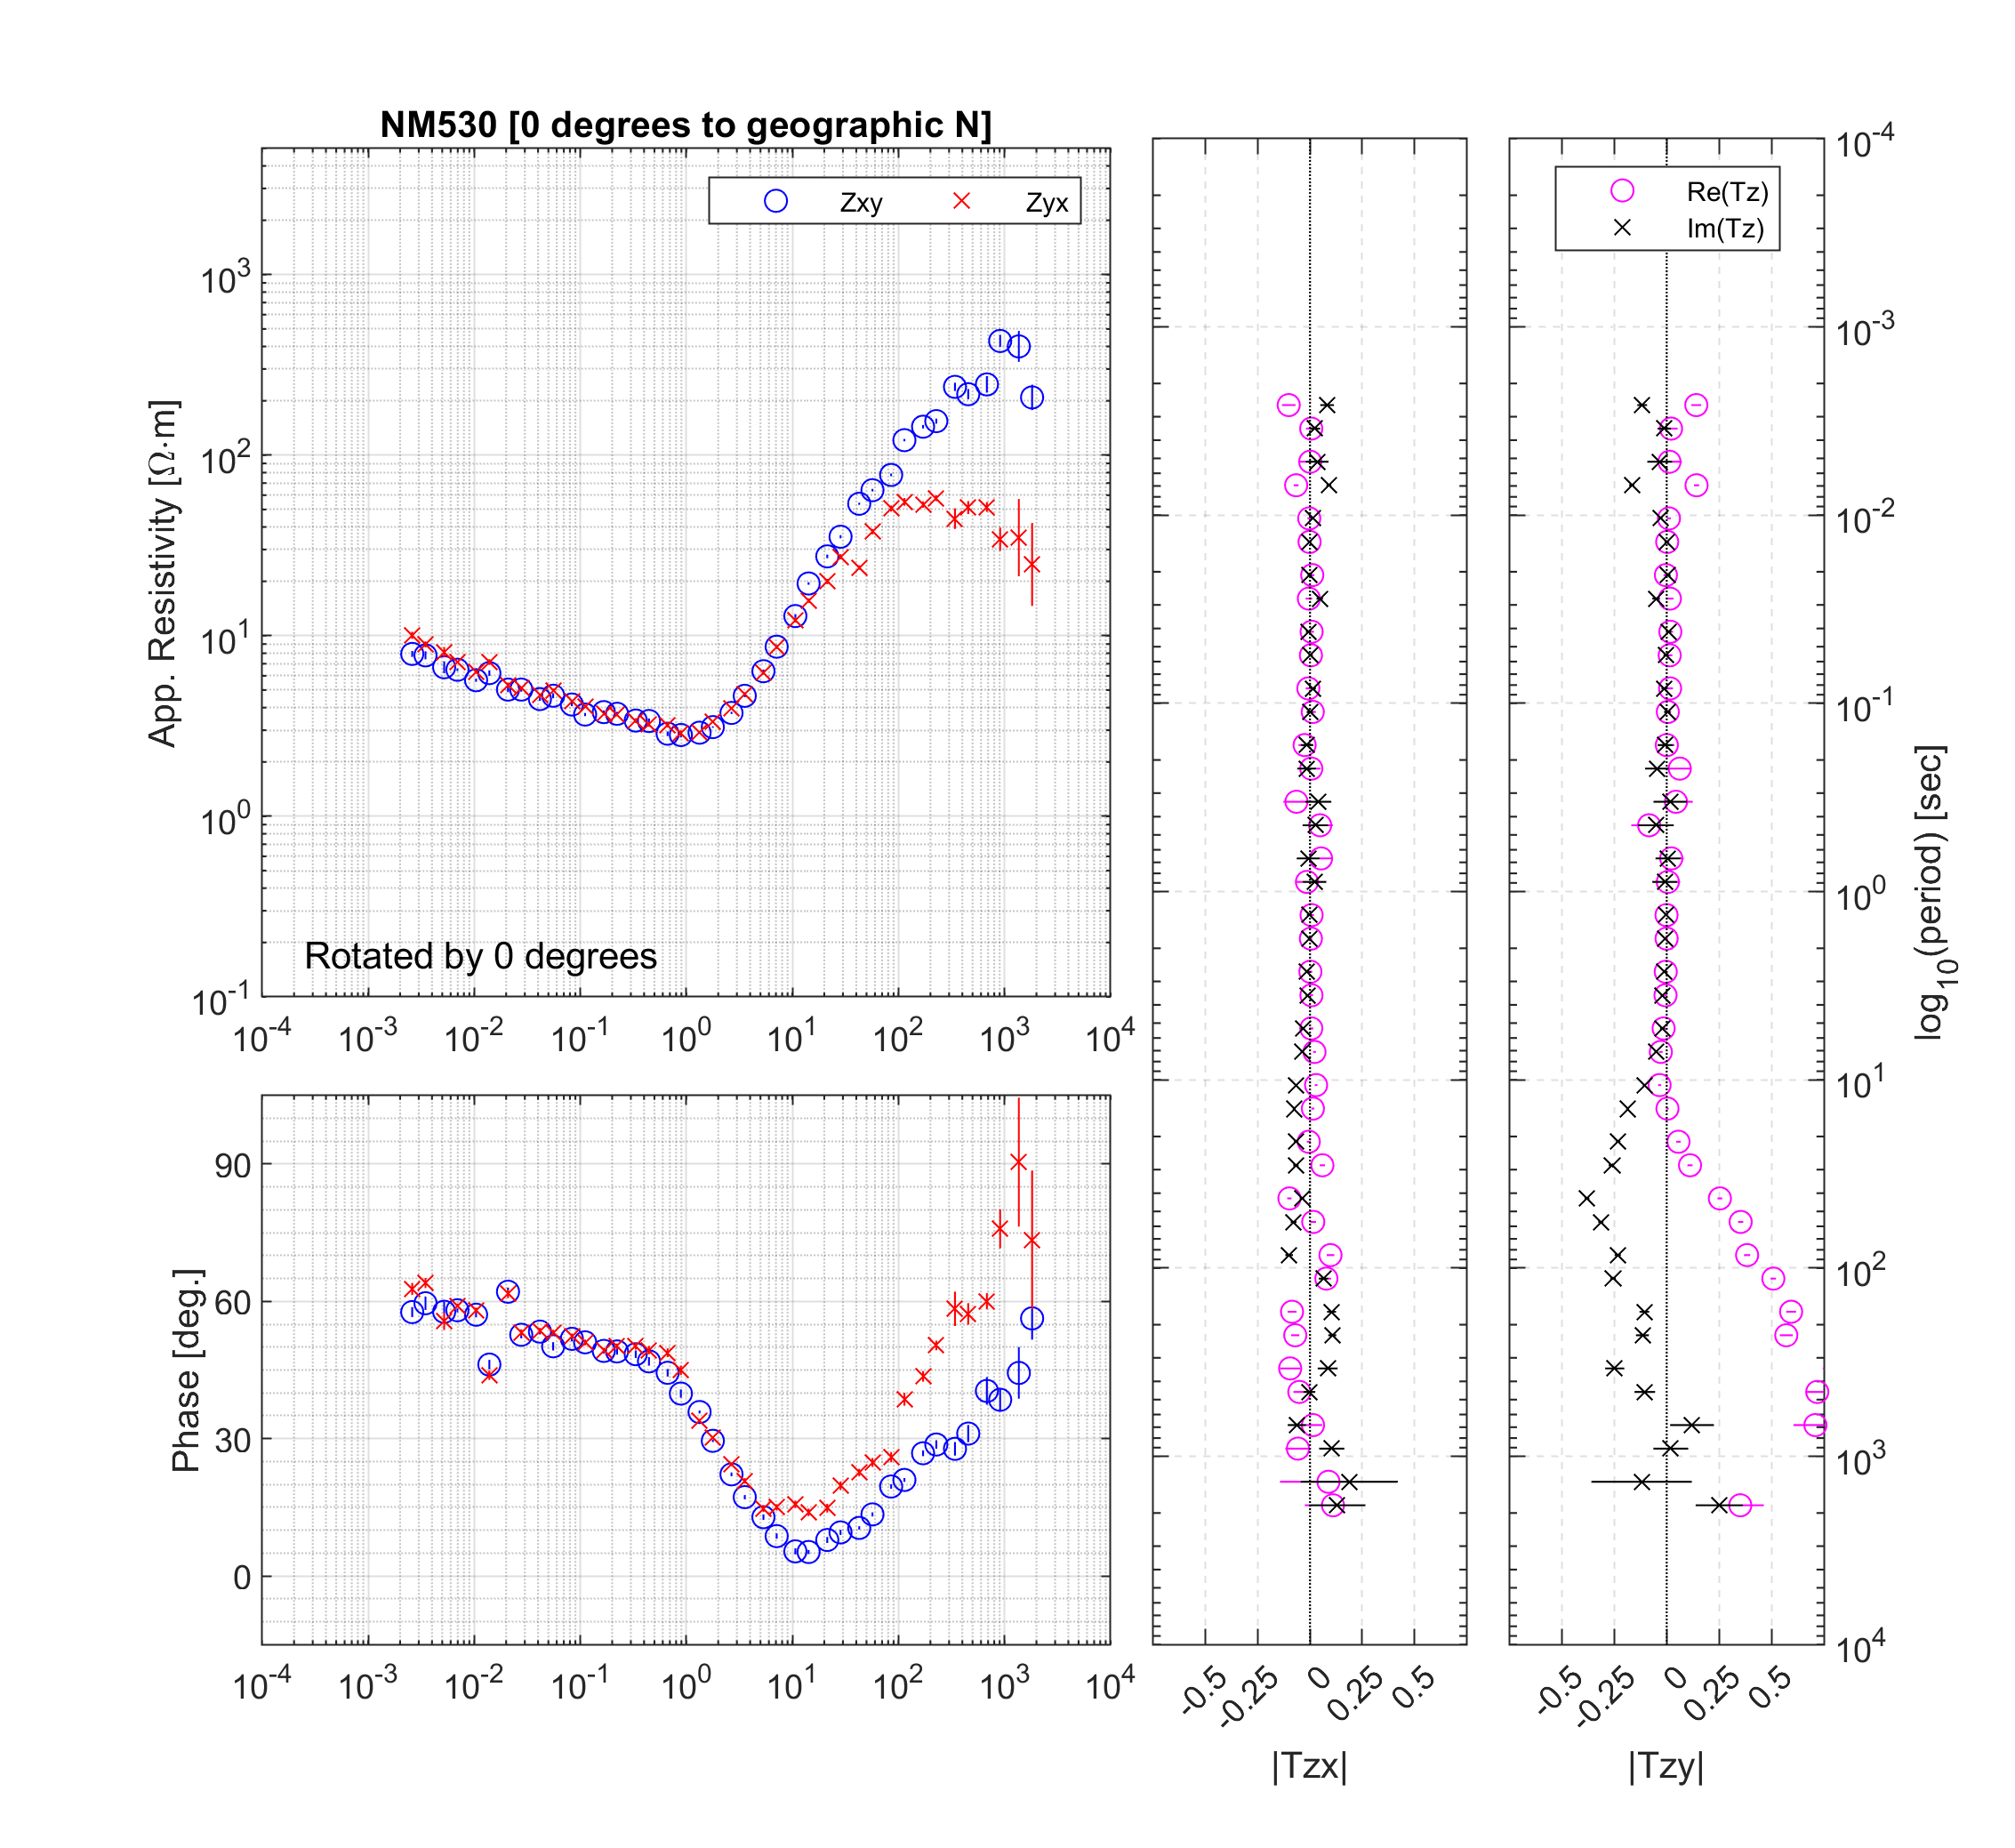 NM530 [0 degrees to geographic N]
Zxy Zyx
App. Resistivity [Ω·m]
10^3
10^2
10^1
10^0
10^-1
Rotated by 0 degrees
10^-4 10^-3 10^-2 10^-1 10^0 10^1 10^2 10^3 10^4
Phase [deg.]
90
60
30
0
10^-4 10^-3 10^-2 10^-1 10^0 10^1 10^2 10^3 10^4
-0.5 -0.25 0 0.25 0.5
|Tzx|
Re(Tz)
Im(Tz)
10^-4
10^-3
10^-2
10^-1
10^0
10^1
10^2
10^3
10^4
log10(period) [sec]
-0.5 -0.25 0 0.25 0.5
|Tzy|